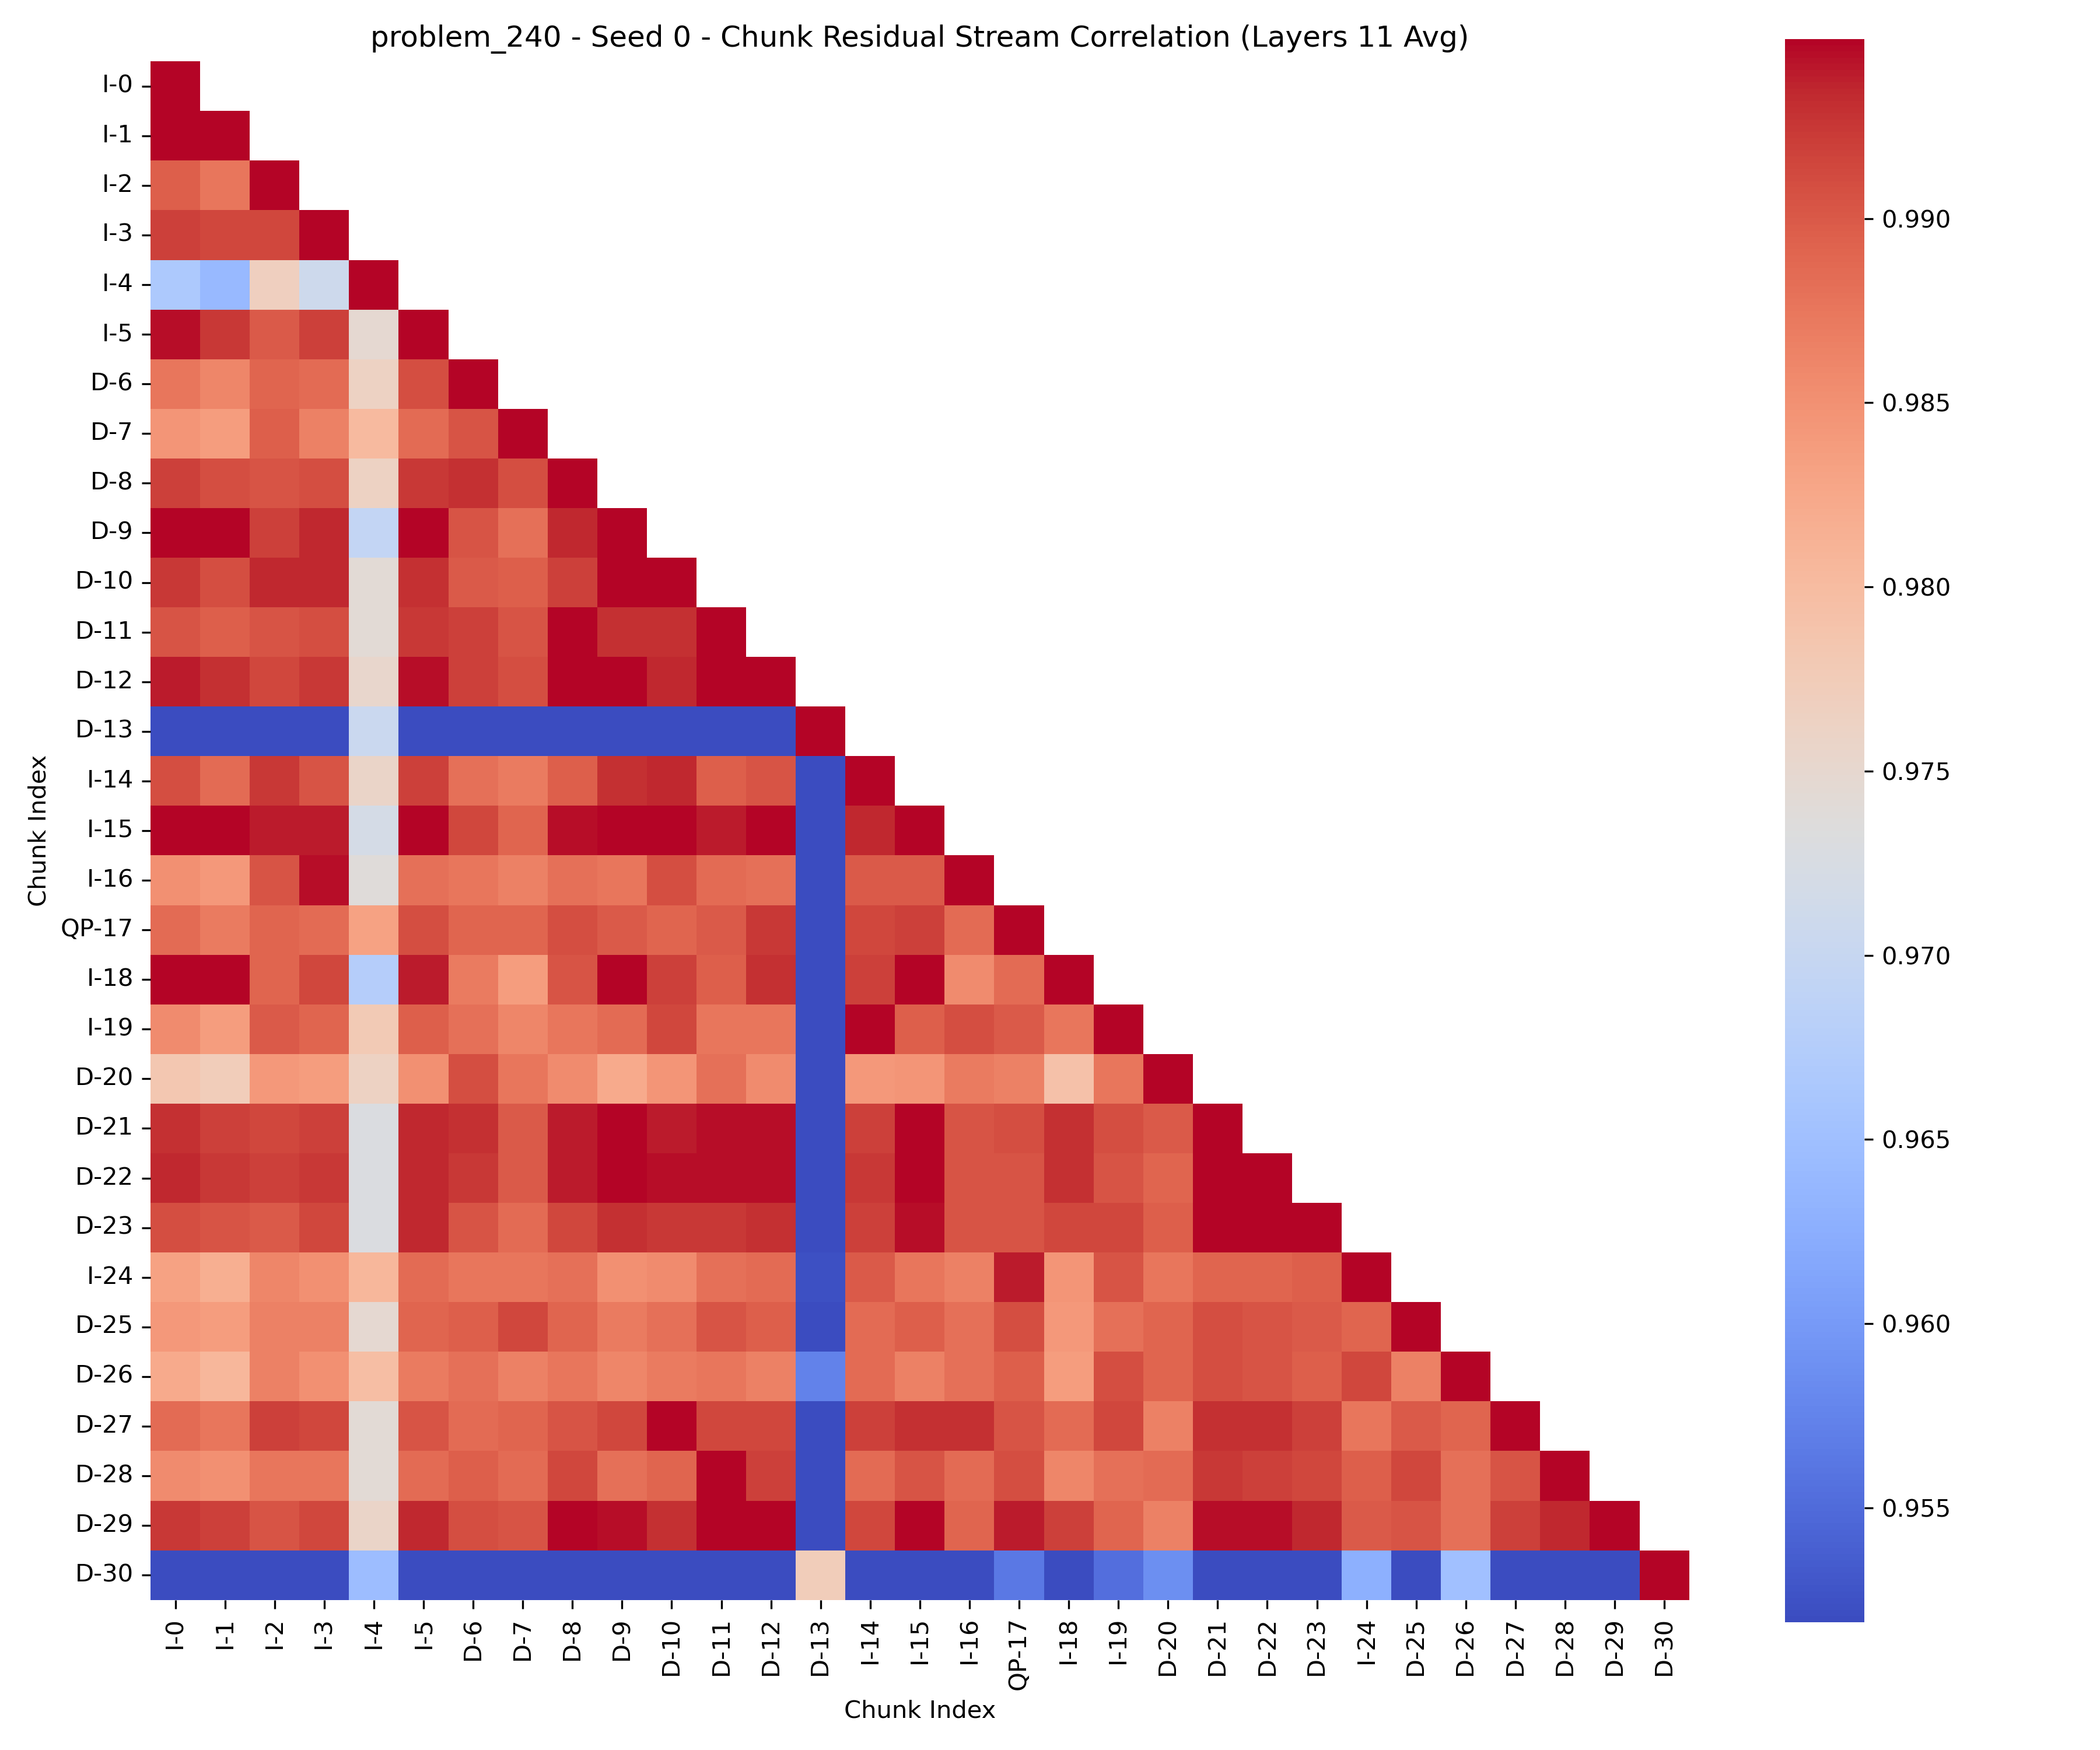 problem_240 - Seed 0 - Chunk Residual Stream Correlation (Layers 11 Avg)
Chunk Index
I-0
I-1
I-2
I-3
I-4
I-5
D-6
D-7
D-8
D-9
D-10
D-11
D-12
D-13
I-14
I-15
I-16
QP-17
I-18
I-19
D-20
D-21
D-22
D-23
I-24
D-25
D-26
D-27
D-28
D-29
D-30
I-0 I-1 I-2 I-3 I-4 I-5 D-6 D-7 D-8 D-9 D-10 D-11 D-12 D-13 I-14 I-15 I-16 QP-17 I-18 I-19 D-20 D-21 D-22 D-23 I-24 D-25 D-26 D-27 D-28 D-29 D-30
Chunk Index
0.990
0.985
0.980
0.975
0.970
0.965
0.960
0.955